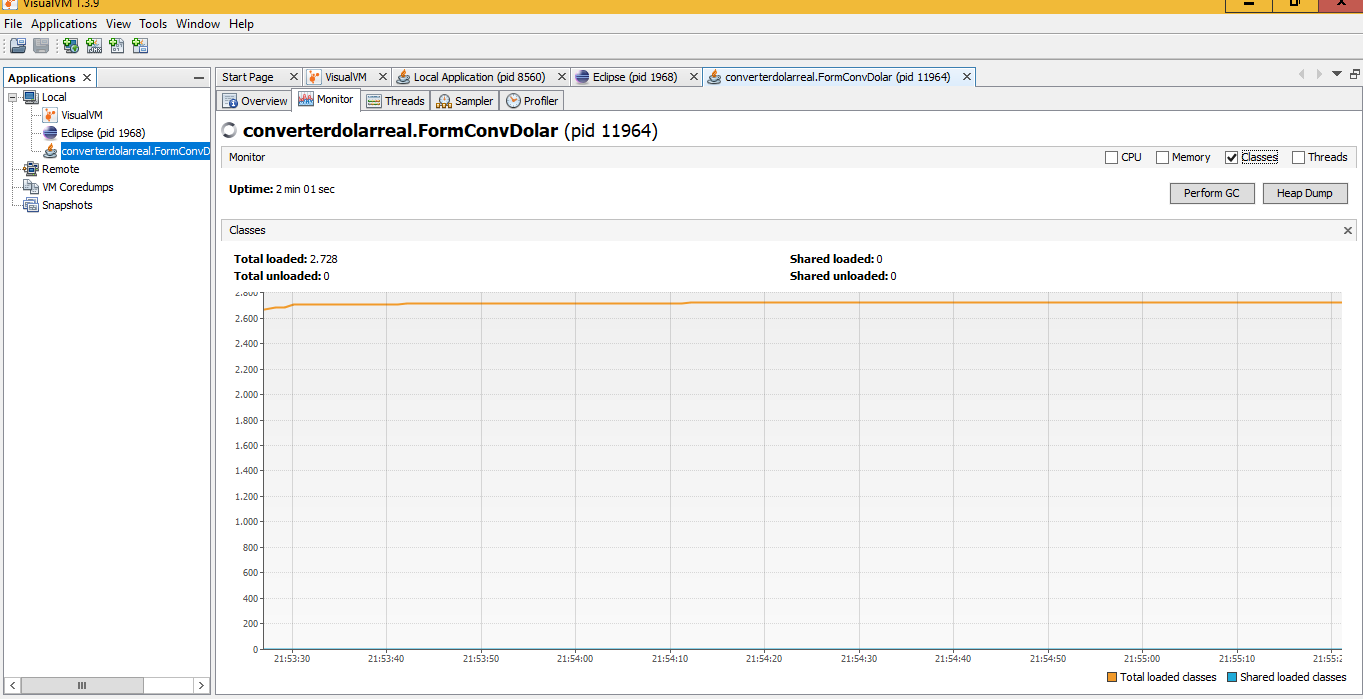 VisualVM 1.3.9
File Applications View Tools Window Help
Applications
Start Page VisualVM Local Application (pid 8560) Eclipse (pid 1968) converterdolarreal.FormConvDolar (pid 11964)
Local
VisualVM
Eclipse (pid 1968)
converterdolarreal.FormConvD
Remote
VM Coredumps
Snapshots
Overview Monitor Threads Sampler Profiler
converterdolarreal.FormConvDolar (pid 11964)
Monitor CPU Memory Classes Threads
Uptime: 2 min 01 sec Perform GC Heap Dump
Classes
Total loaded: 2.728 Shared loaded: 0
Total unloaded: 0 Shared unloaded: 0
2.800
2.600
2.400
2.200
2.000
1.800
1.600
1.400
1.200
1.000
800
600
400
200
0
21:53:30 21:53:40 21:53:50 21:54:00 21:54:10 21:54:20 21:54:30 21:54:40 21:54:50 21:55:00 21:55:10 21:55:2
Total loaded classes Shared loaded classes